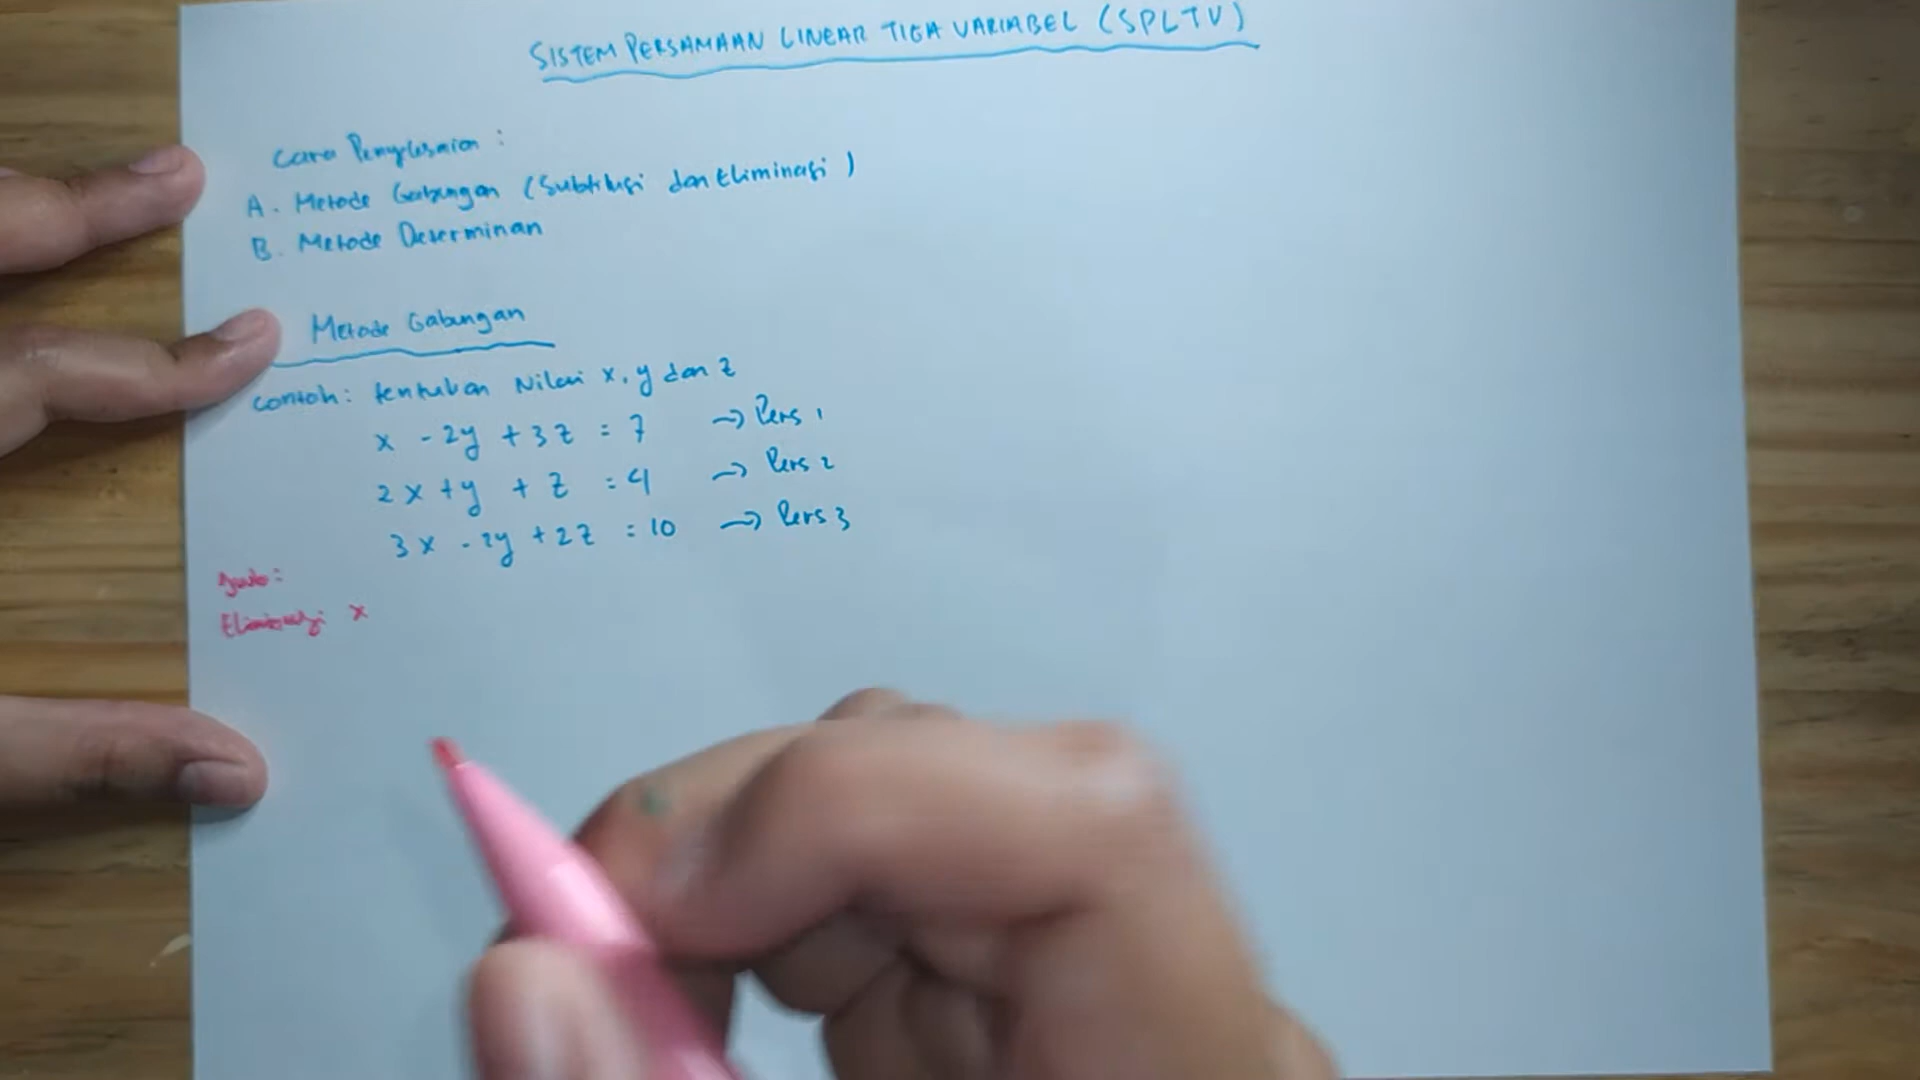 SISTEM PERSAMAAN LINEAR TIGA VARIABEL (SPLTV)
Cara Penyelesaian :
A. Metode Gabungan (Subtitusi dan Eliminasi)
B. Metode Determinan
Metode Gabungan
Contoh: tentukan Nilai x, y dan z
x - 2y + 3z = 7 → Pers 1
2x + y + z = 4 → Pers 2
3x - 2y + 2z = 10 → Pers 3
Jwb:
Eliminasi x